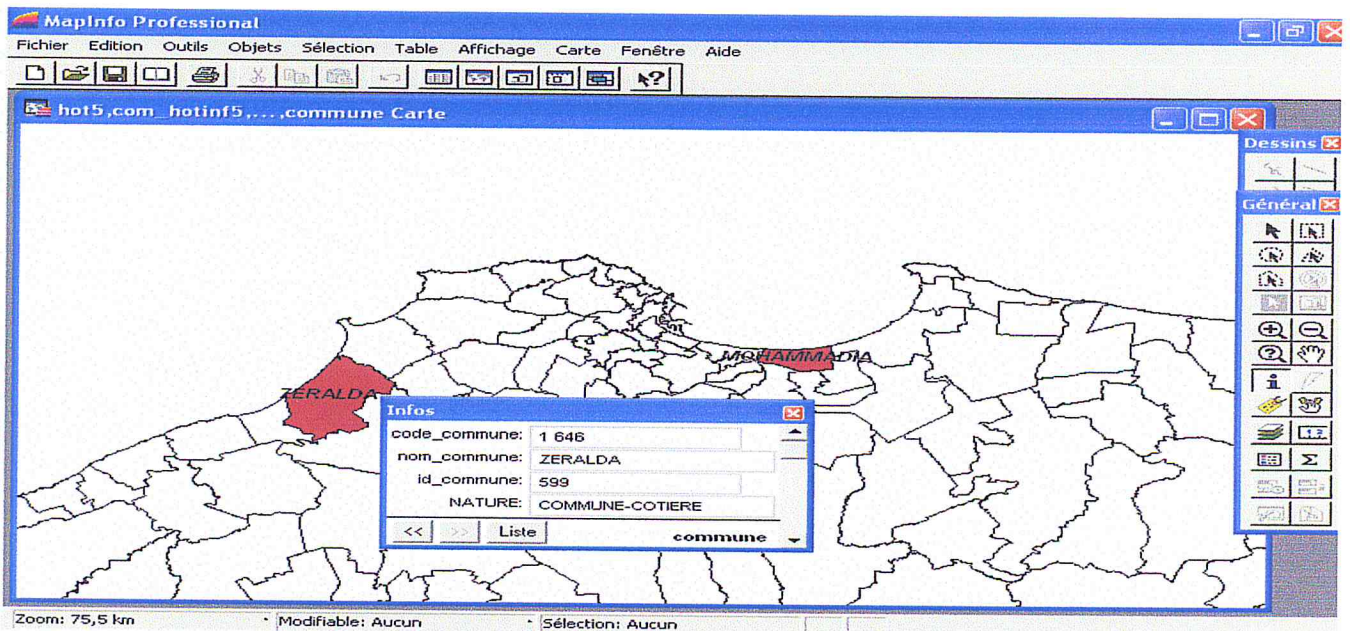 MapInfo Professional
Fichier Edition Outils Objets Sélection Table Affichage Carte Fenêtre Aide
hot5,com_hotinf5,...,commune Carte
Dessins
Général
MOHAMMADIA
ZERALDA
Infos
code_commune: 1 646
nom_commune: ZERALDA
id_commune: 599
NATURE: COMMUNE-COTIERE
<< >> Liste commune
Zoom: 75,5 km Modifiable: Aucun Sélection: Aucun